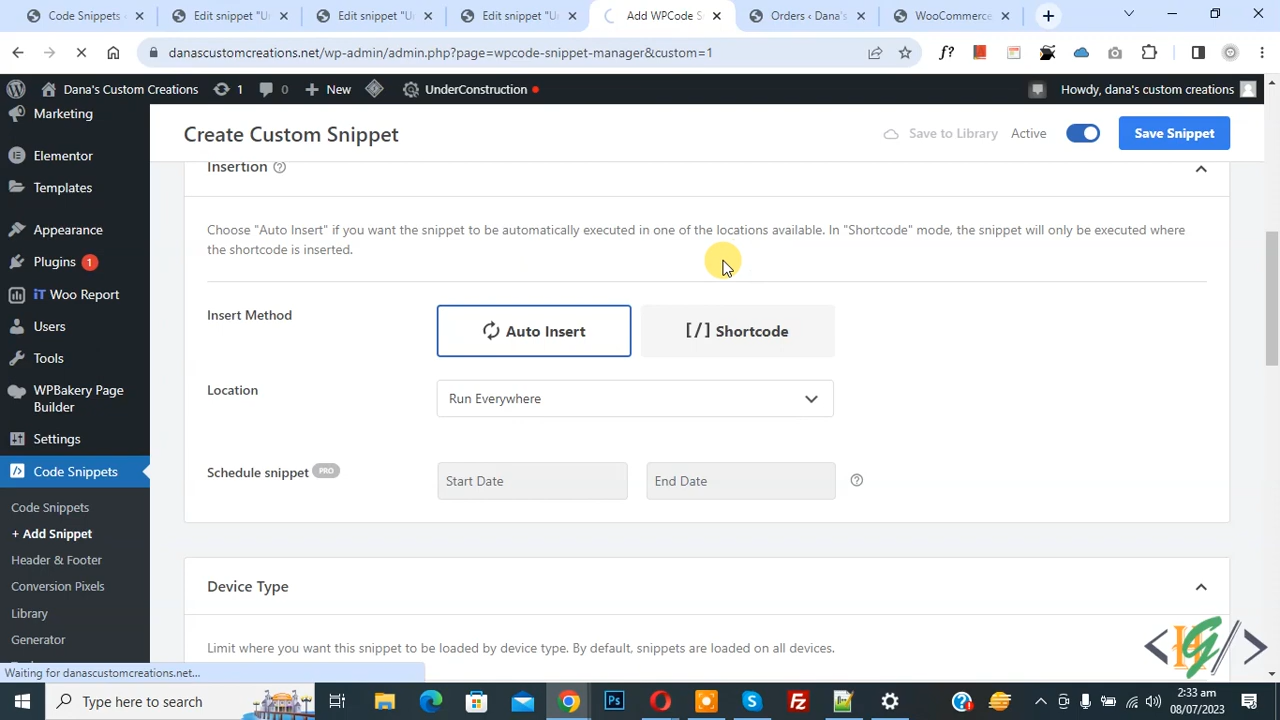 Code Snippets ‹
Edit snippet "Un
Edit snippet "Un
Edit snippet "Un
Add WPCode S
Orders ‹ Dana's
WooCommerce
danascustomcreations.net/wp-admin/admin.php?page=wpcode-snippet-manager&custom=1
f?
Dana's Custom Creations
1
0
New
UnderConstruction
Howdy, dana's custom creations
Marketing
Elementor
Templates
Appearance
Plugins 1
iT Woo Report
Users
Tools
WPBakery Page
Builder
Settings
Code Snippets
Code Snippets
+ Add Snippet
Header & Footer
Conversion Pixels
Library
Generator
Create Custom Snippet
Save to Library
Active
Save Snippet
Insertion
Choose "Auto Insert" if you want the snippet to be automatically executed in one of the locations available. In "Shortcode" mode, the snippet will only be executed where
the shortcode is inserted.
Insert Method
Auto Insert
[/] Shortcode
Location
Run Everywhere
Schedule snippet PRO
Start Date
End Date
Device Type
Limit where you want this snippet to be loaded by device type. By default, snippets are loaded on all devices.
Waiting for danascustomcreations.net...
Type here to search
2:33 am
08/07/2023